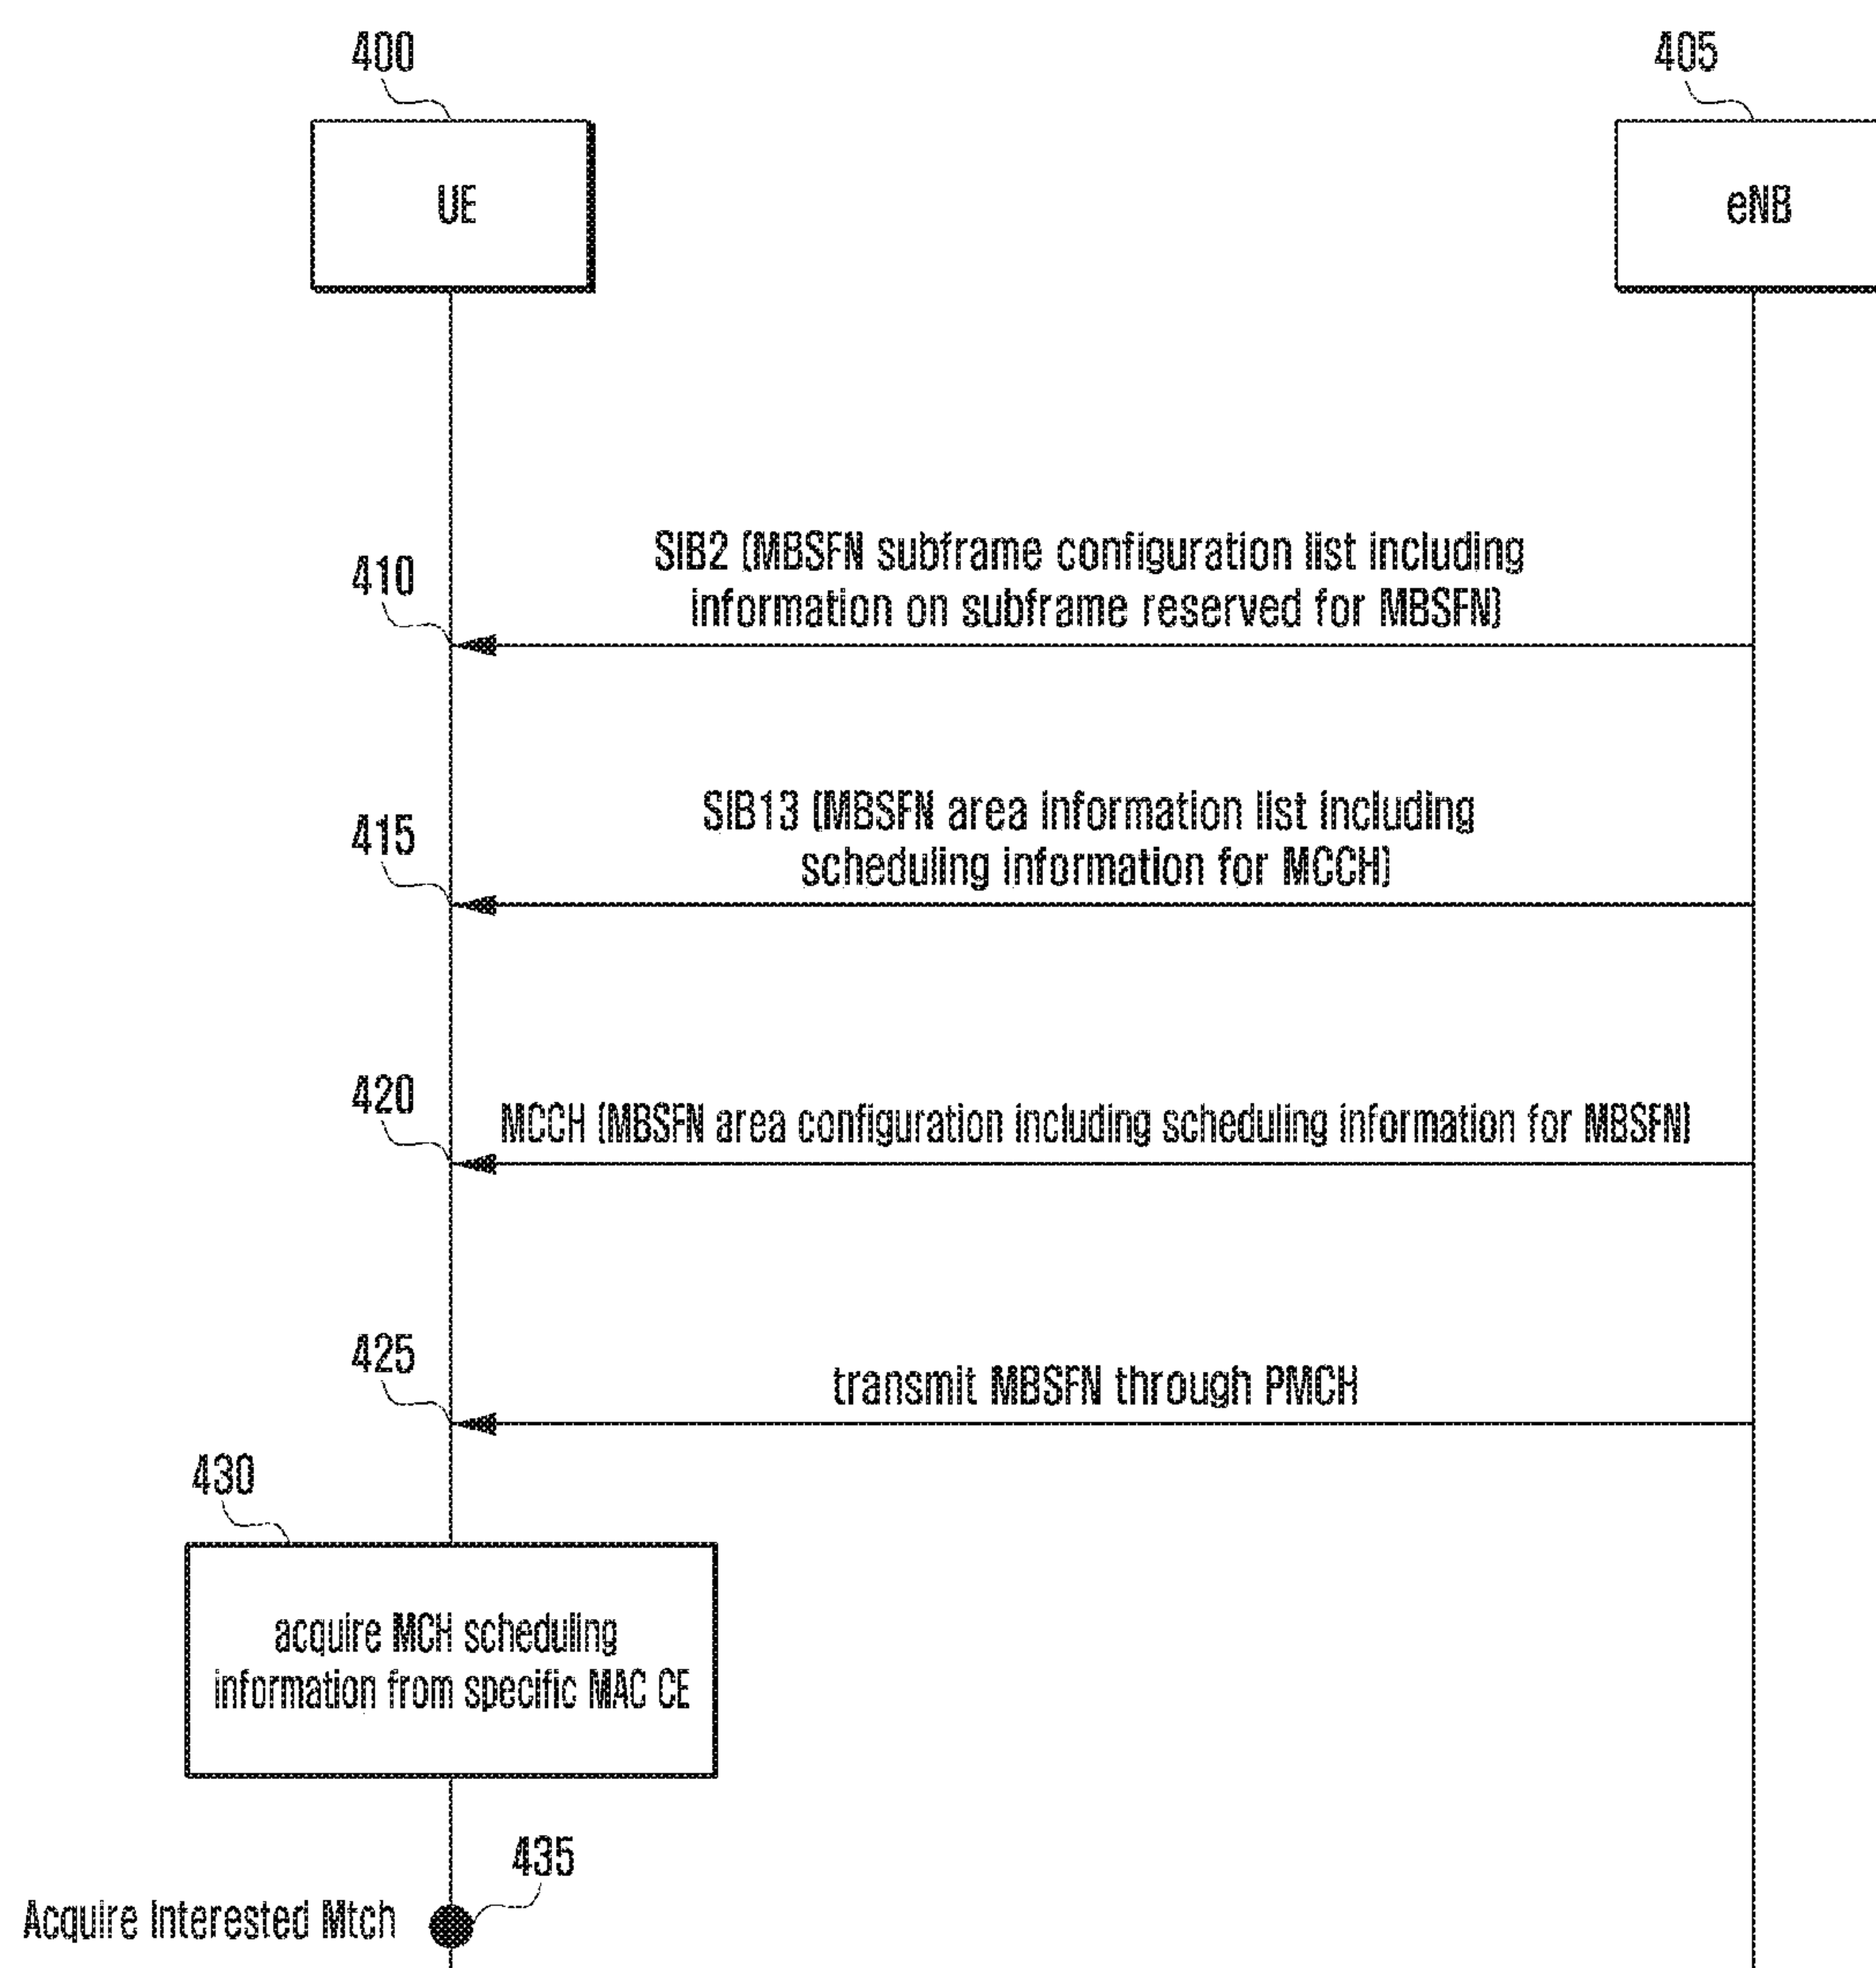 400
405
UE
eNB
SIB2 (MBSFN subframe configuration list including
information on subframe reserved for MBSFN)
410
SIB13 (MBSFN area information list including
scheduling information for MCCH)
415
420
MCCH (MBSFN area configuration including scheduling information for MBSFN)
425
transmit MBSFN through PMCH
430
acquire MCH scheduling
information from specific MAC CE
435
Acquire Interested Mtch